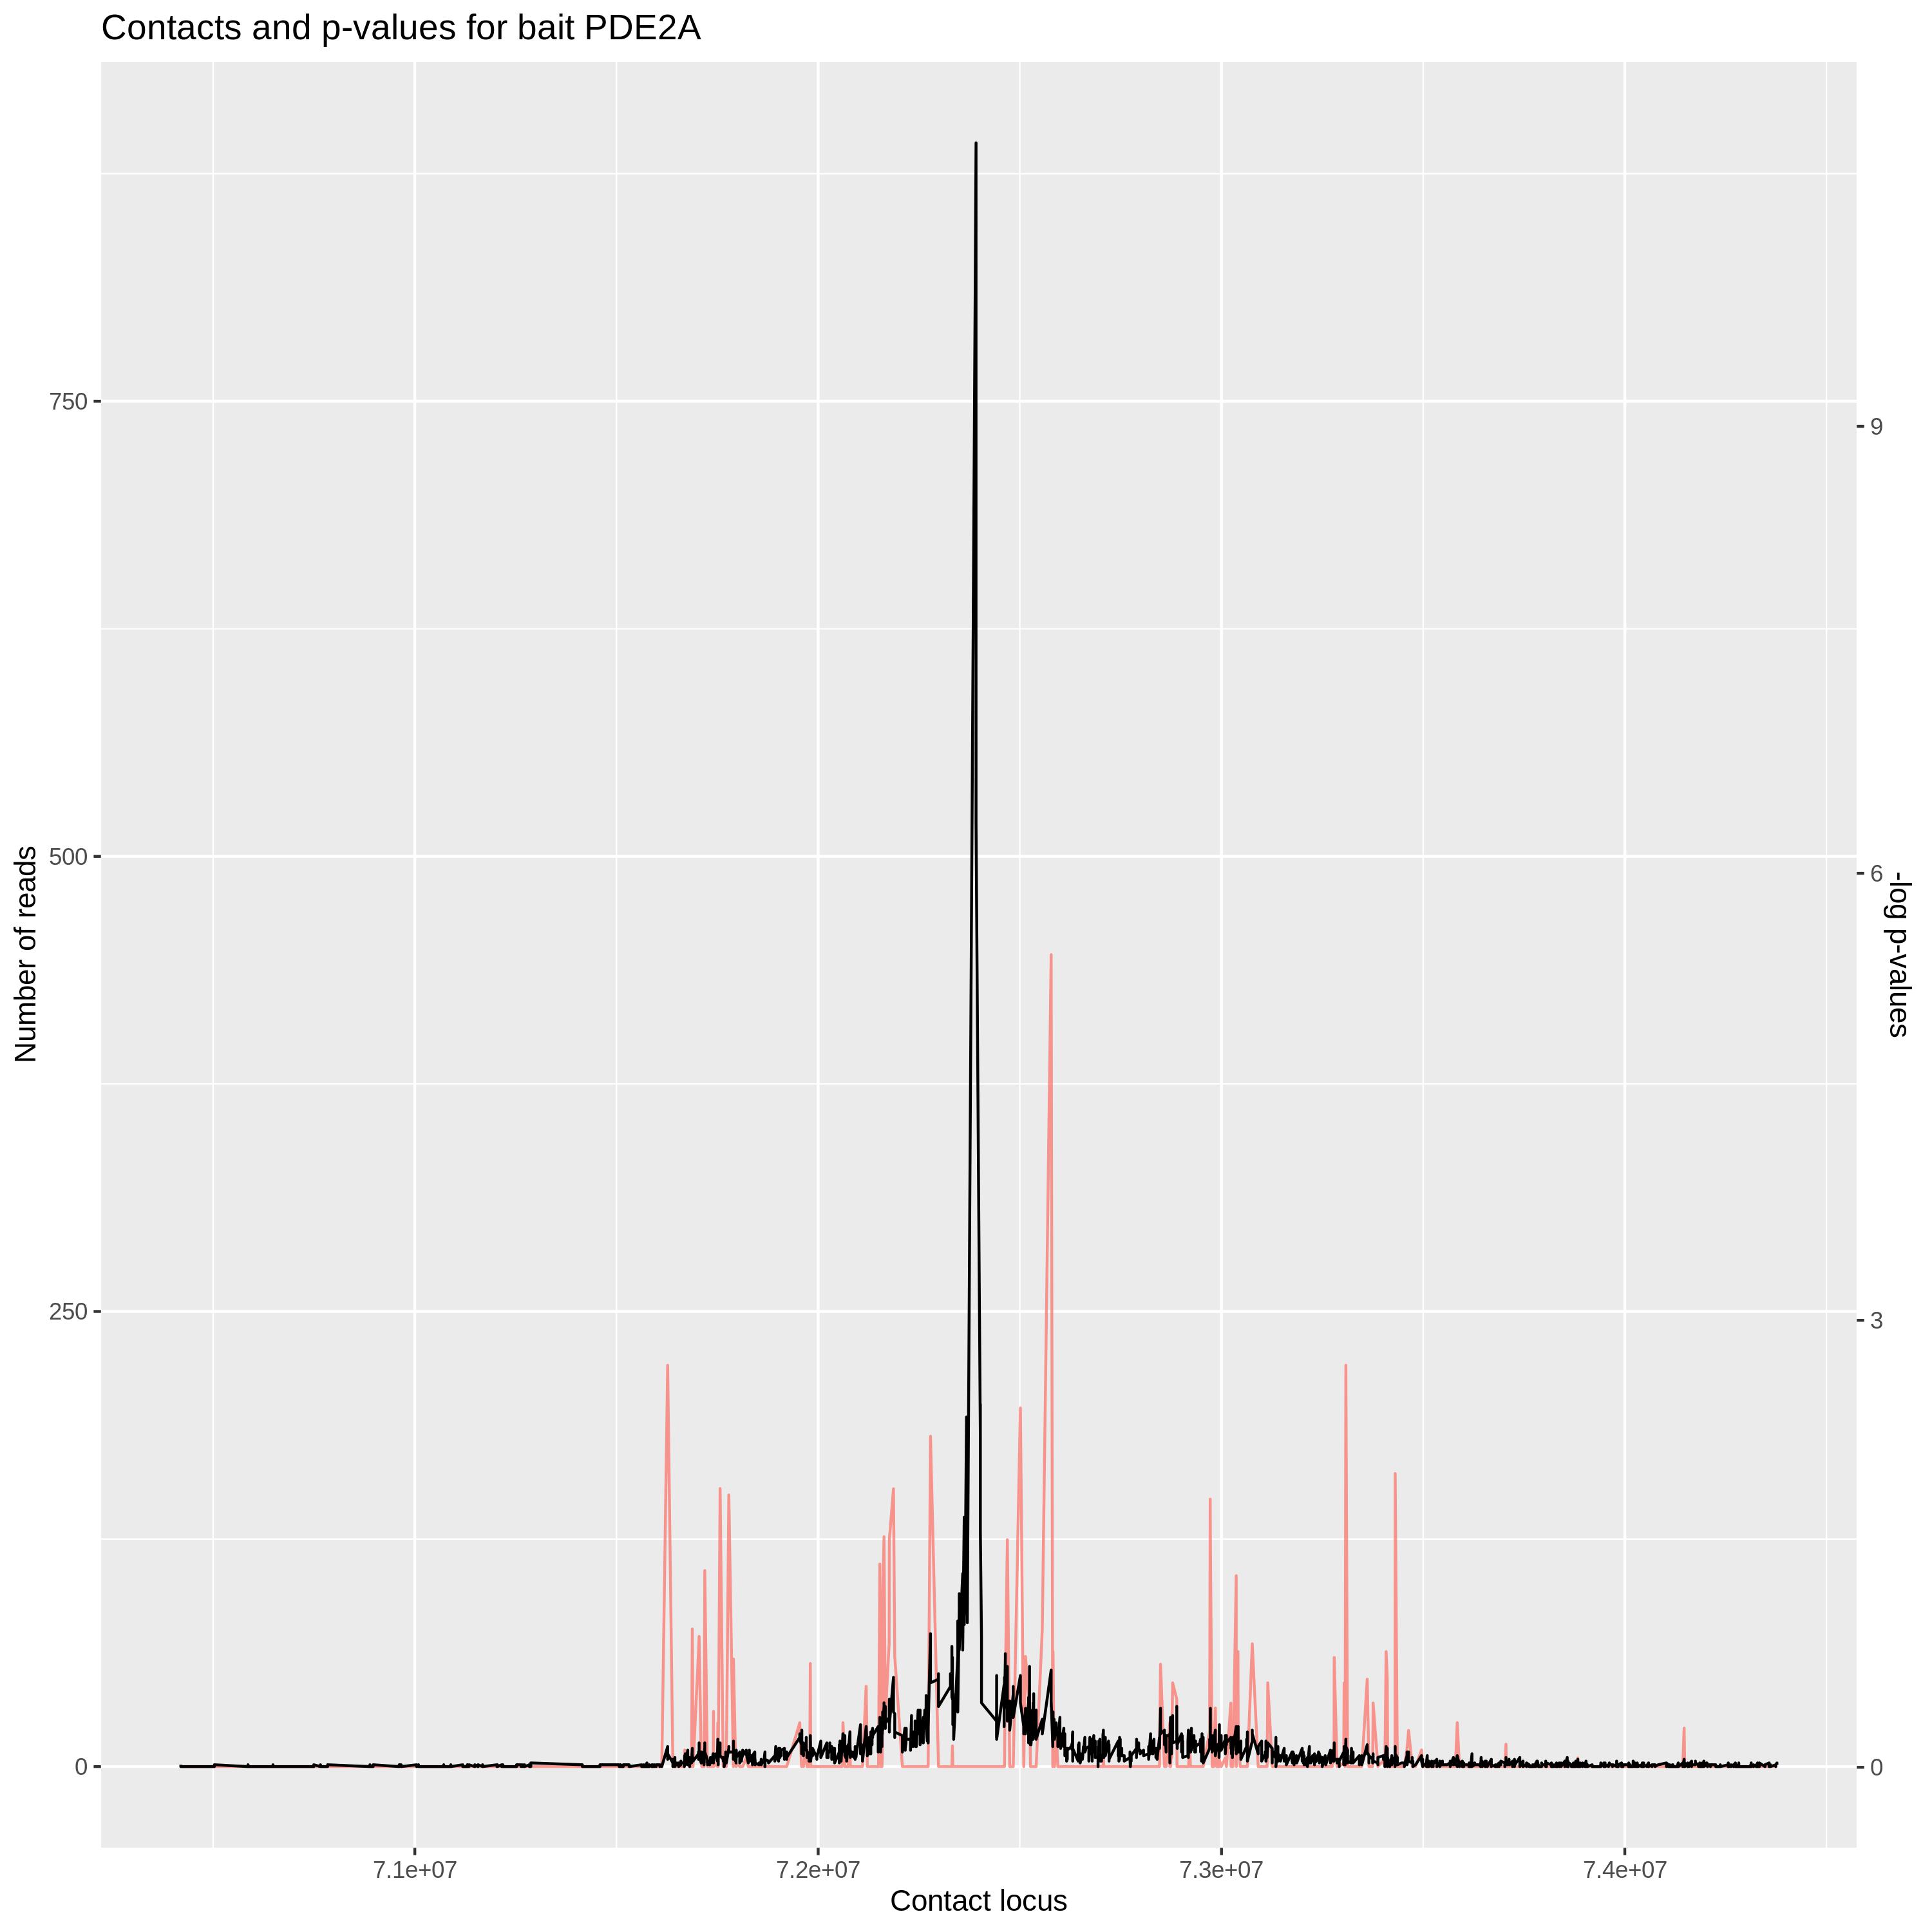 Contacts and p-values for bait PDE2A
Number of reads
750
500
250
0
9
6
3
0
-log p-values
7.1e+07
7.2e+07
7.3e+07
7.4e+07
Contact locus